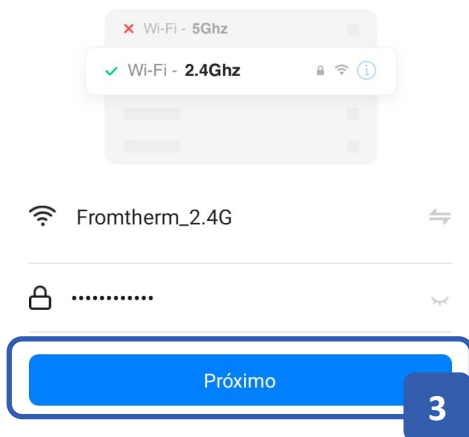 Wi-Fi - 5Ghz
Wi-Fi - 2.4Ghz
Fromtherm_2.4G
••••••••••••
Próximo
3